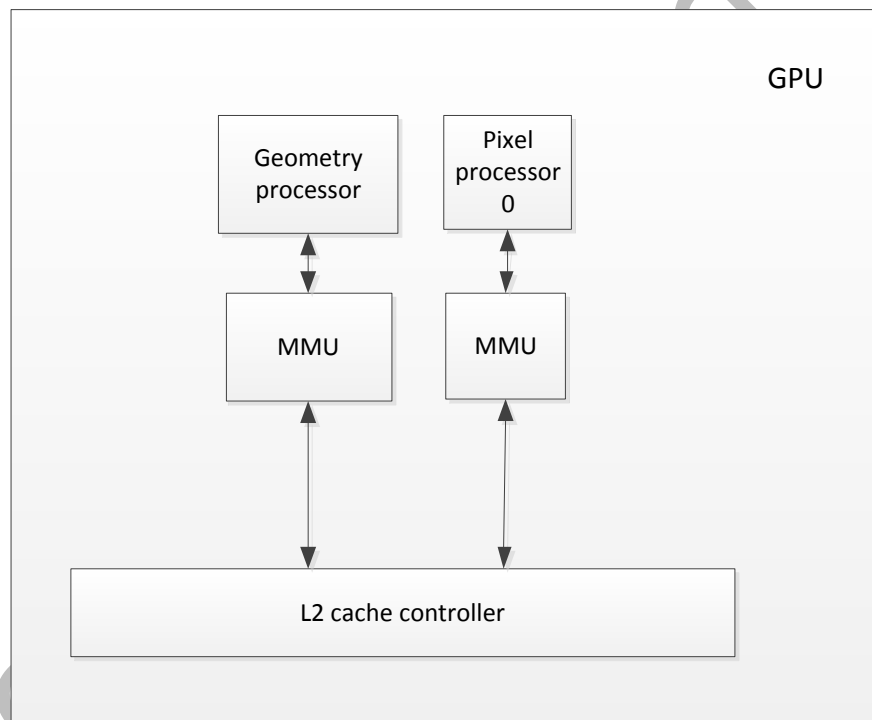 GPU
Geometry
processor
Pixel
processor
0
MMU
MMU
L2 cache controller